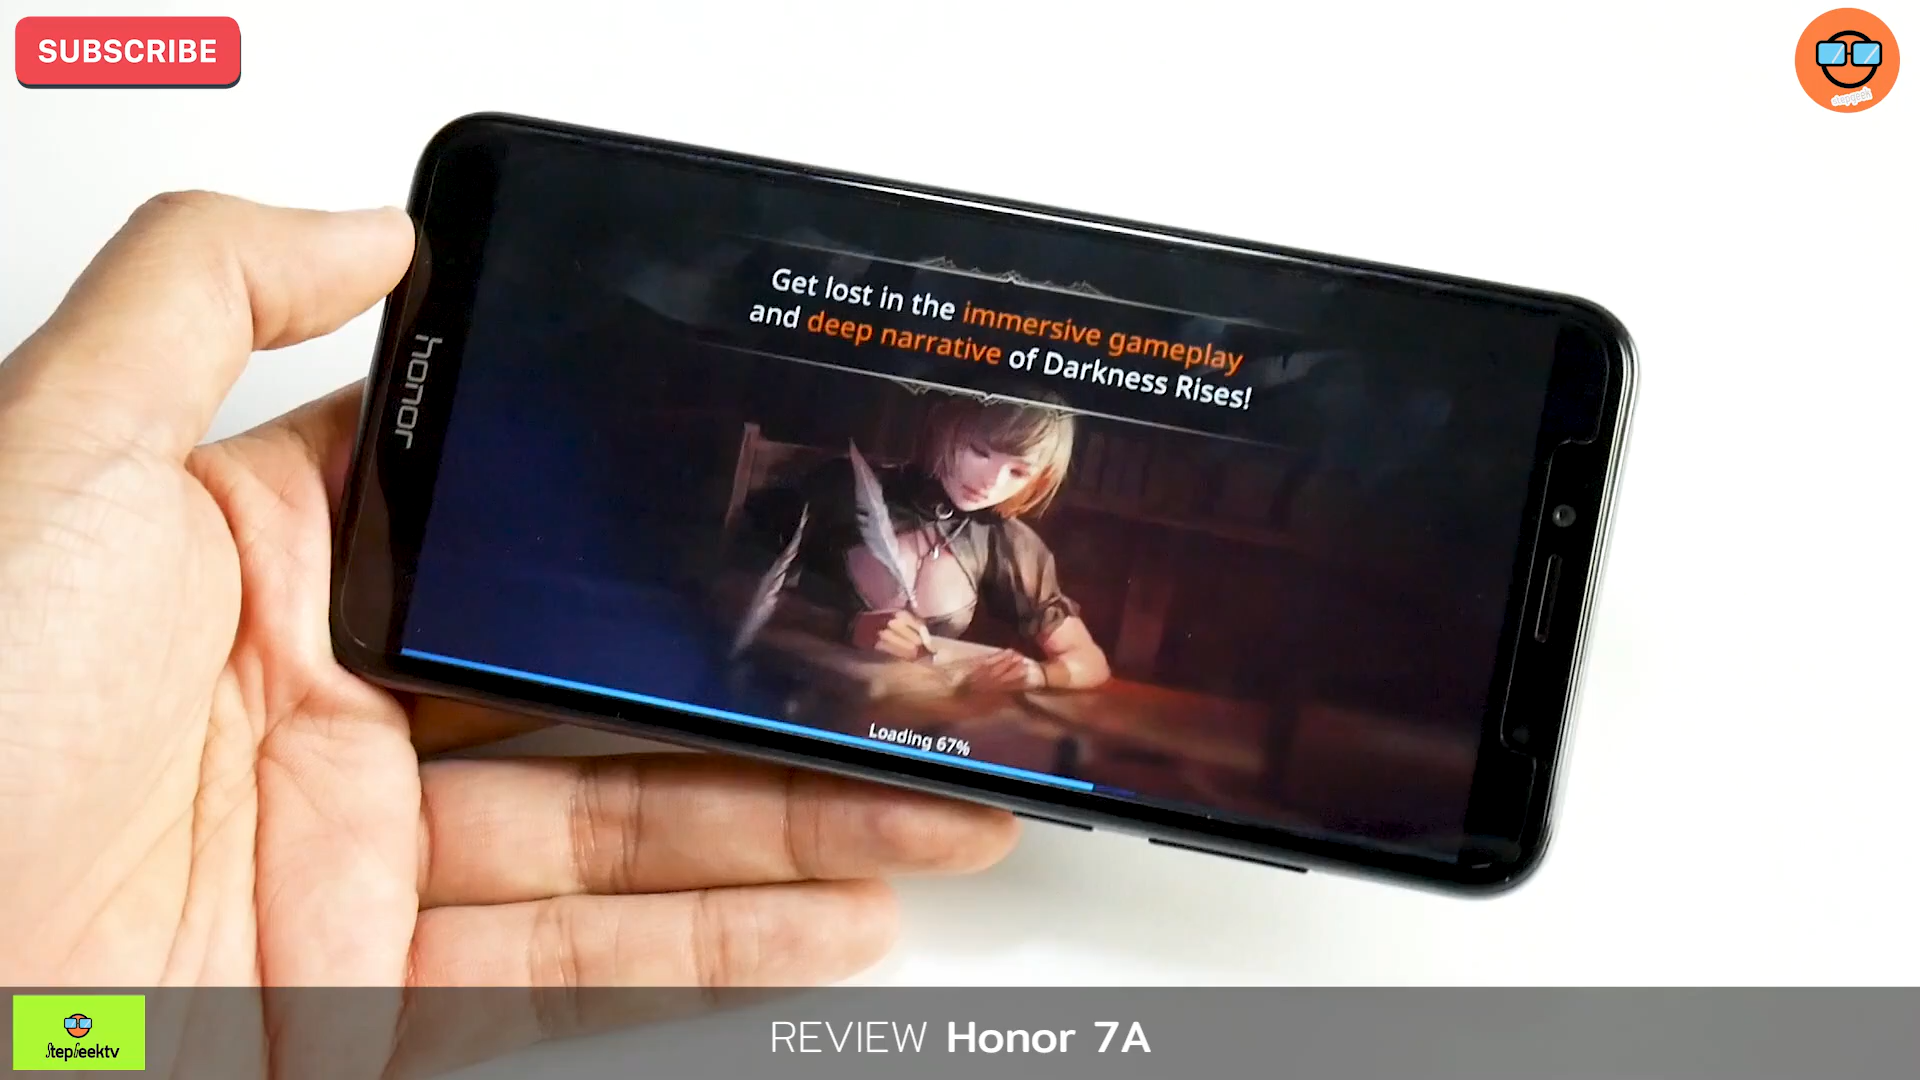 SUBSCRIBE
stepgeek
honor
Get lost in the immersive gameplay
and deep narrative of Darkness Rises!
Loading 67%
StepGeektv
REVIEW Honor 7A